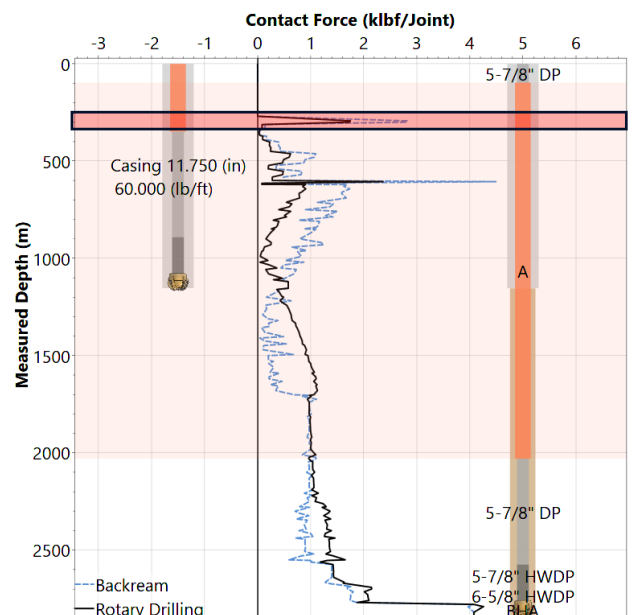 Contact Force (klbf/Joint)
-3 -2 -1 0 1 2 3 4 5 6
Measured Depth (m)
0
500
1000
1500
2000
2500
5-7/8" DP
Casing 11.750 (in)
60.000 (lb/ft)
A
5-7/8" DP
5-7/8" HWDP
6-5/8" HWDP
BHA
Backream
Rotary Drilling